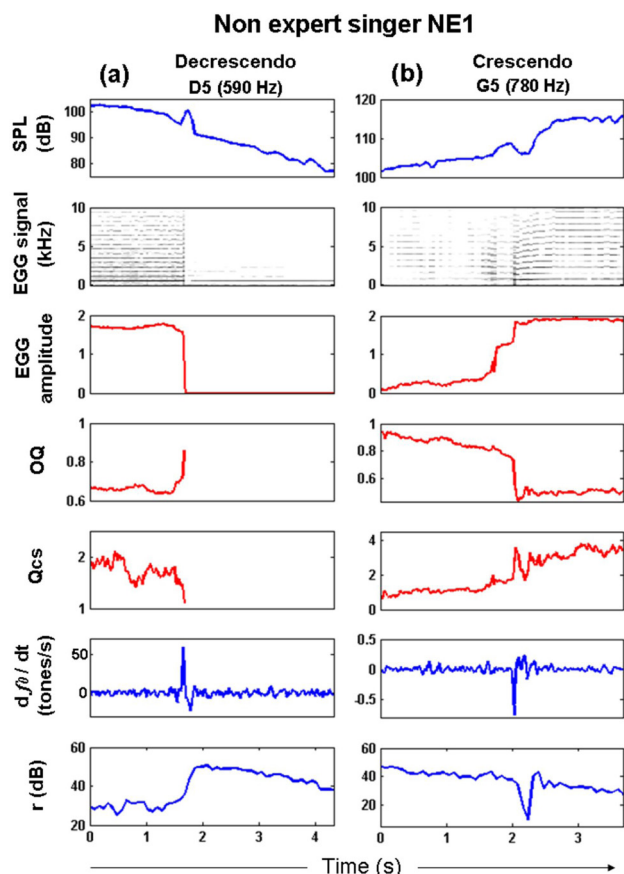 Non expert singer NE1
(a) Decrescendo (b) Crescendo
D5 (590 Hz) G5 (780 Hz)
SPL
(dB)
100
90
80
120
110
100
EGG signal
(kHz)
10
5
0
10
5
0
EGG
amplitude
2
1
0
2
1
0
OQ
1
0.8
0.6
1
0.8
0.6
Qcs
2
1
4
2
0
d f0 / dt
(tones/s)
50
0
0.5
0
-0.5
r (dB)
60
40
20
60
40
20
0 1 2 3 4 0 1 2 3
Time (s)